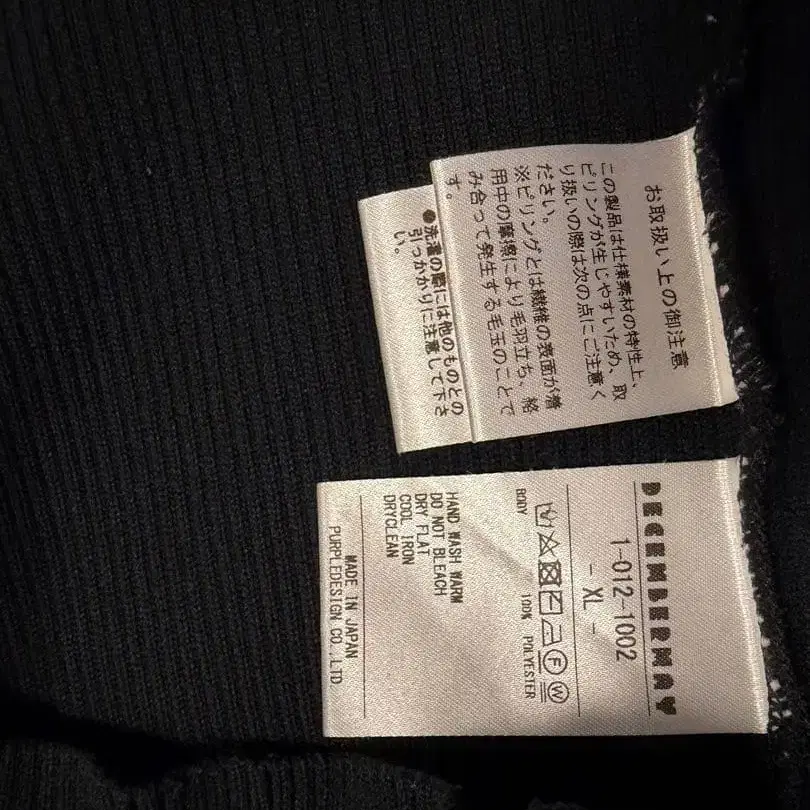 お取扱い上の御注意
この製品は仕様素材の特性上、
ピリングが生じやすいため、取
り扱いの際は次の点にご注意く
ださい。
※ピリングとは繊維の表面が着
用中の摩擦により毛羽立ち、絡
み合って発生する毛玉のことで
す。
●洗濯の際には他のものとの
引っかかりに注意して下さ
い。
DECEMBERMAY
1-012-1002
- XL -
F W
BODY 100% POLYESTER
HAND WASH WARM
DO NOT BLEACH
DRY FLAT
COOL IRON
DRYCLEAN
MADE IN JAPAN
PURPLEDESIGN CO.,LTD